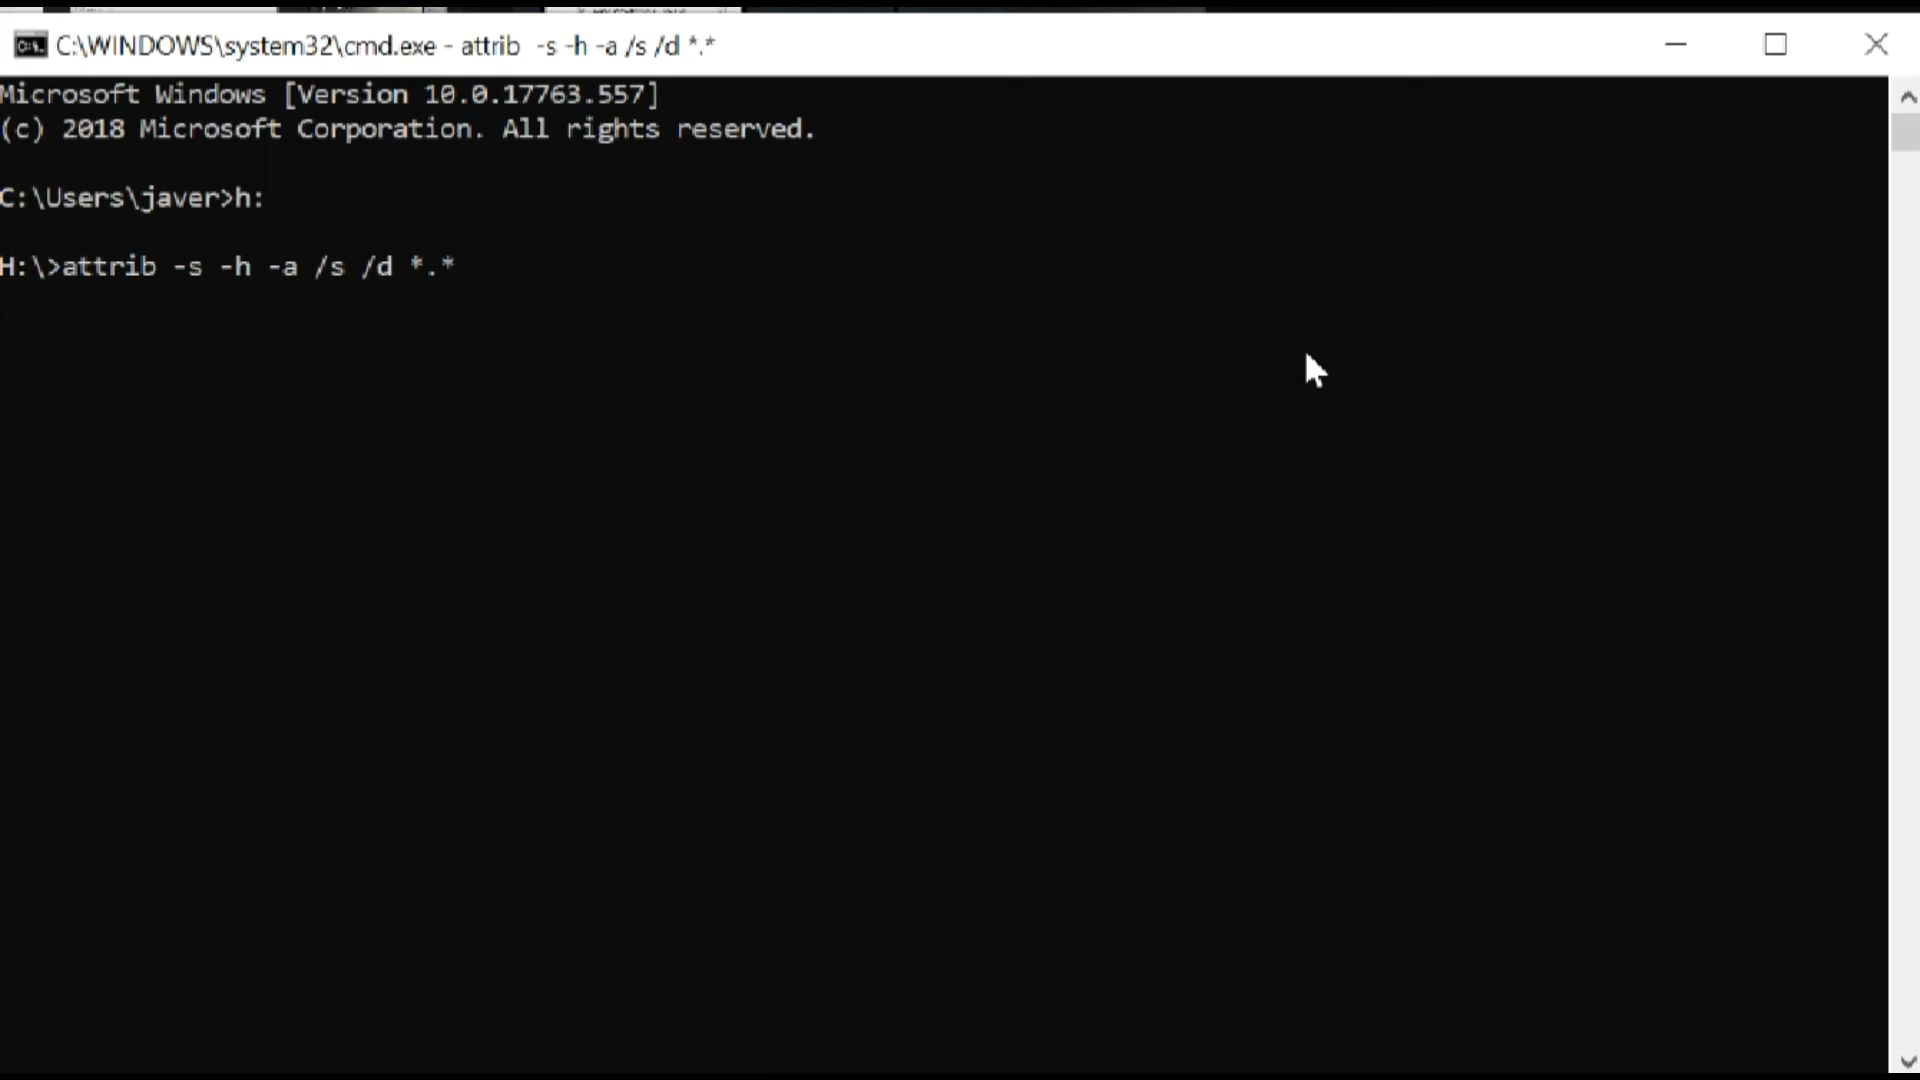 C:\WINDOWS\system32\cmd.exe - attrib  -s -h -a /s /d *.*
Microsoft Windows [Version 10.0.17763.557]
(c) 2018 Microsoft Corporation. All rights reserved.
C:\Users\javer>h:
H:\>attrib -s -h -a /s /d *.*